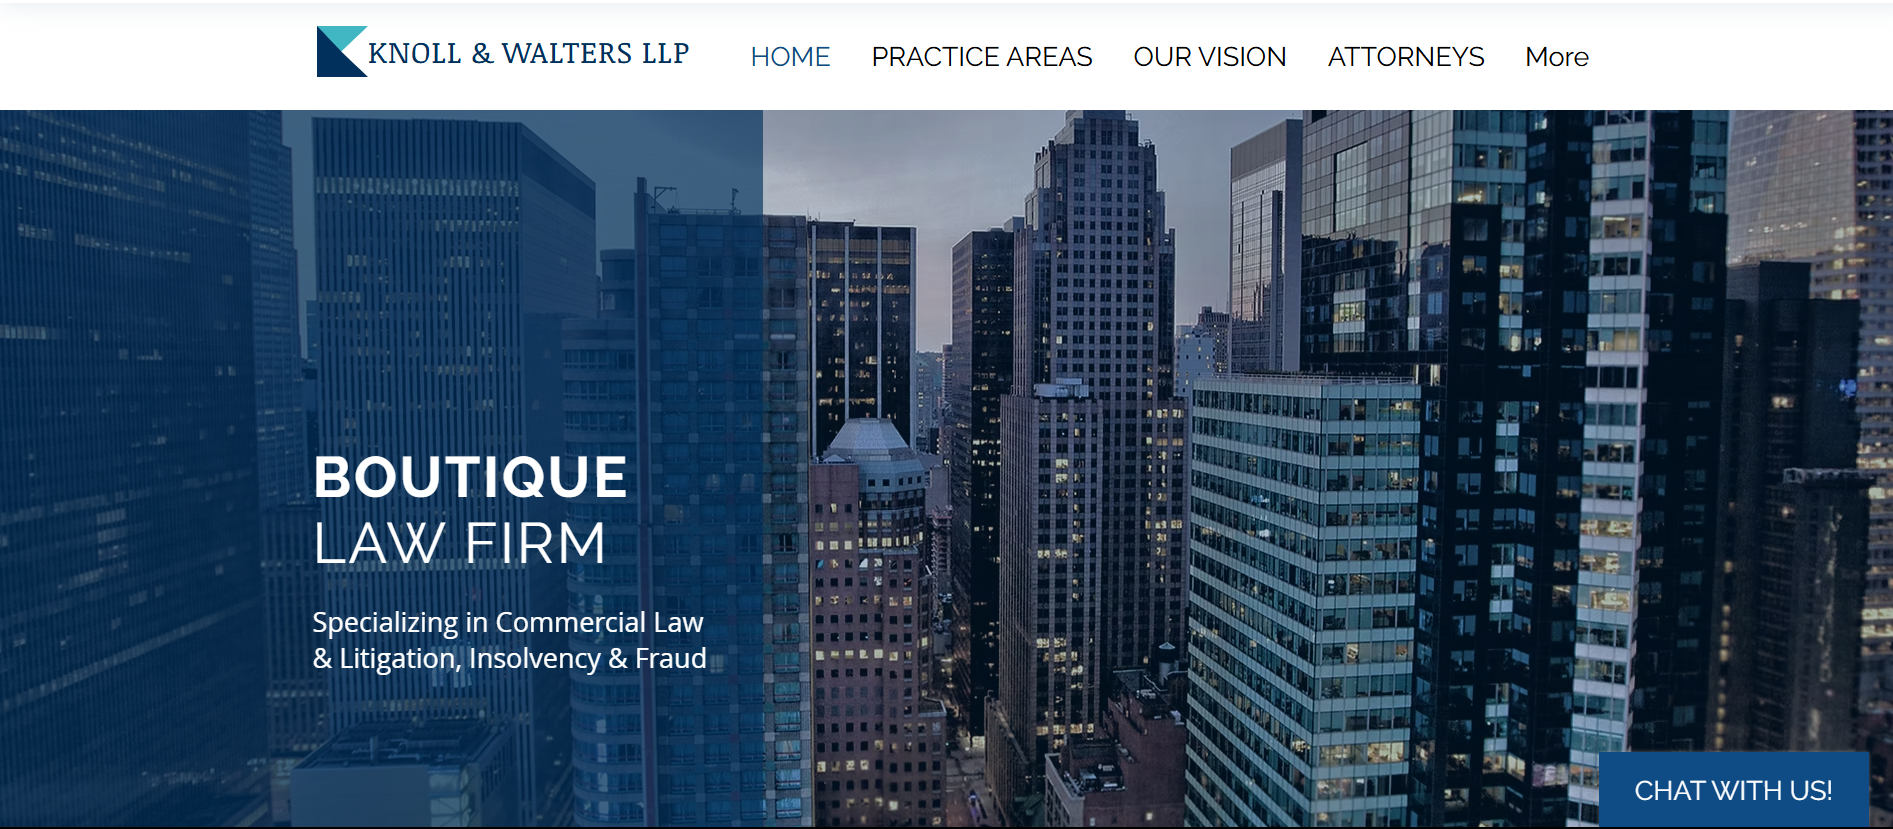 KNOLL & WALTERS LLP
HOME PRACTICE AREAS OUR VISION ATTORNEYS More
BOUTIQUE
LAW FIRM
Specializing in Commercial Law
& Litigation, Insolvency & Fraud
CHAT WITH US!